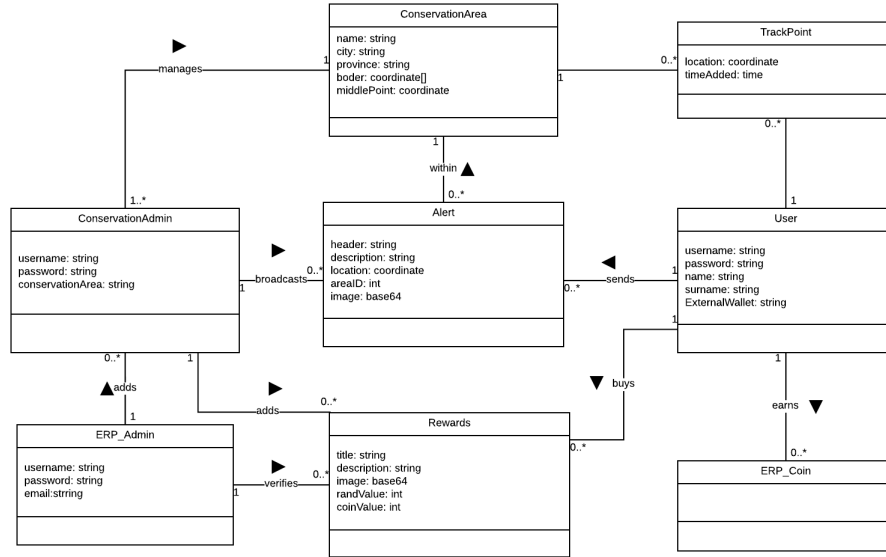 ConservationArea
name: string
city: string
province: string
boder: coordinate[]
middlePoint: coordinate
TrackPoint
location: coordinate
timeAdded: time
manages
1
1..*
1
0..*
0..*
1
1
within
0..*
ConservationAdmin
username: string
password: string
conservationArea: string
Alert
header: string
description: string
location: coordinate
areaID: int
image: base64
User
username: string
password: string
name: string
surname: string
ExternalWallet: string
broadcasts
1
0..*
sends
1
0..*
1
buys
0..*
1
earns
0..*
0..*
adds
1
1
adds
0..*
ERP_Admin
username: string
password: string
email:strring
verifies
1
0..*
Rewards
title: string
description: string
image: base64
randValue: int
coinValue: int
ERP_Coin